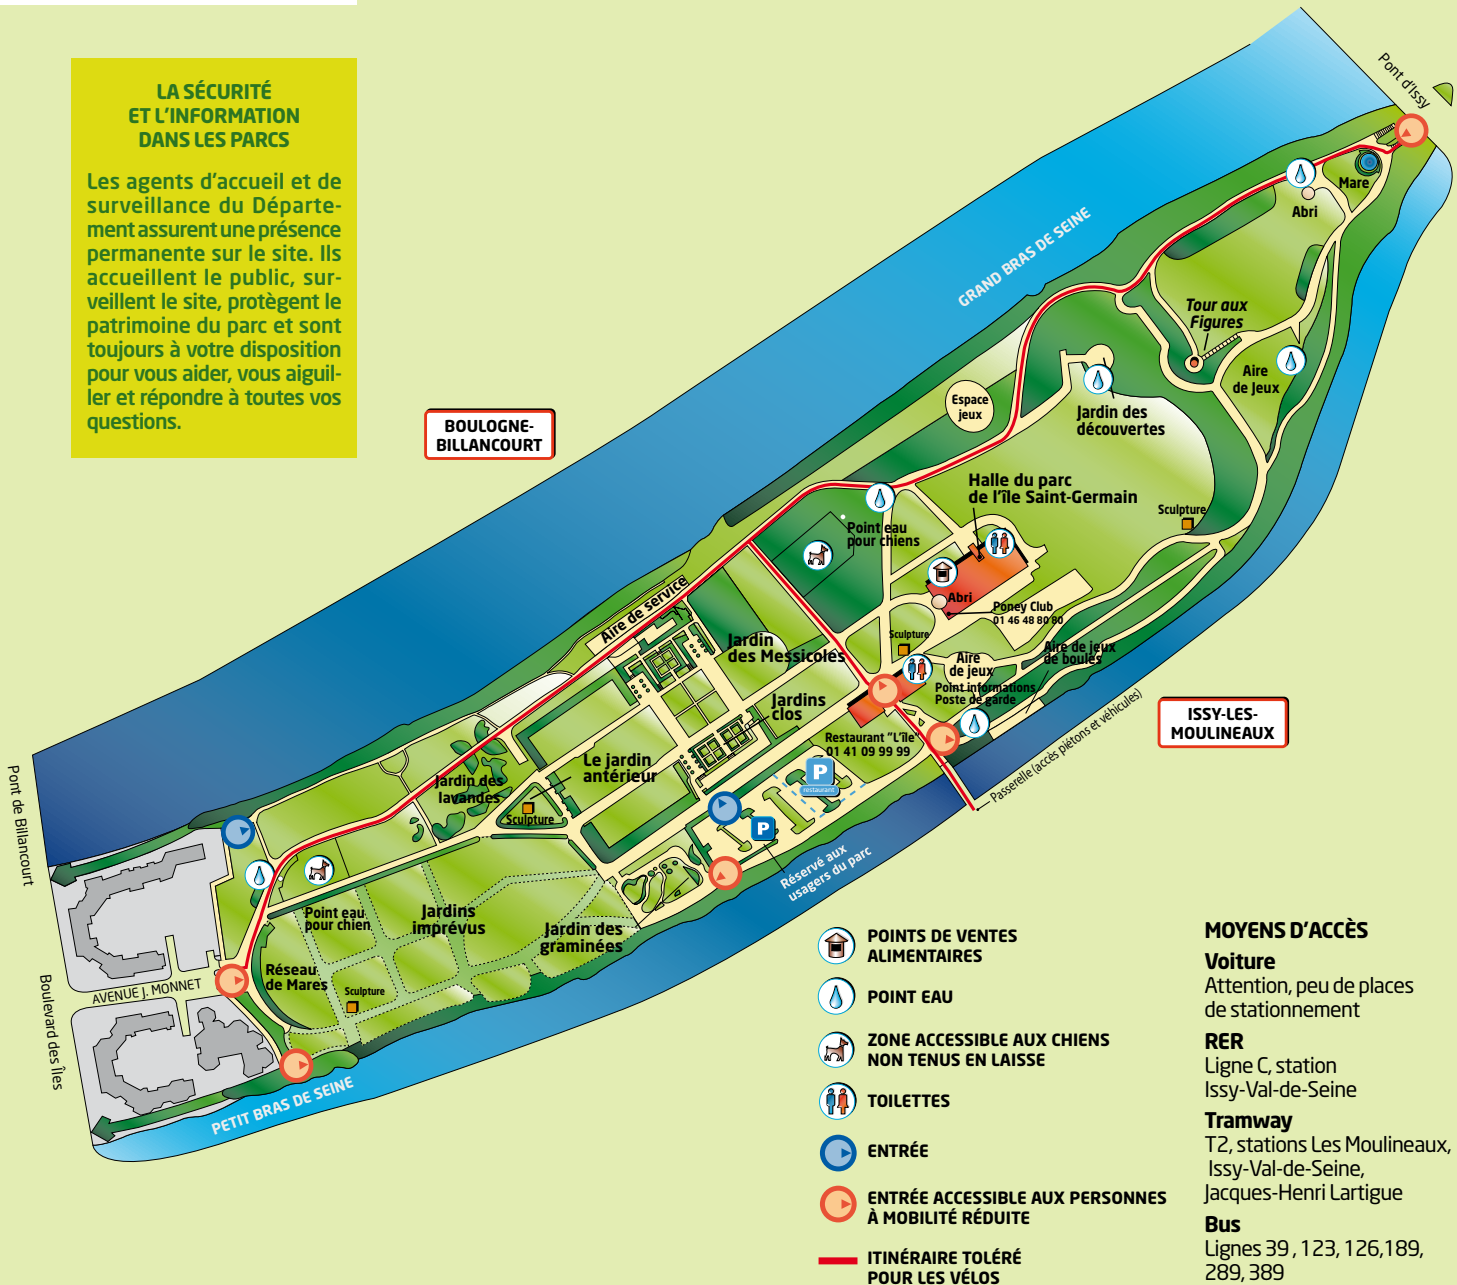 LA SÉCURITÉ
ET L'INFORMATION
DANS LES PARCS
Les agents d'accueil et de
surveillance du Départe-
ment assurent une présence
permanente sur le site. Ils
accueillent le public, sur-
veillent le site, protègent le
patrimoine du parc et sont
toujours à votre disposition
pour vous aider, vous aiguil-
ler et répondre à toutes vos
questions.
Pont d'Issy
Mare
Abri
GRAND BRAS DE SEINE
Tour aux
Figures
Aire
de Jeux
Espace
jeux
Jardin des
découvertes
BOULOGNE-
BILLANCOURT
Halle du parc
de l'île Saint-Germain
Sculpture
Point eau
pour chiens
Abri
Poney Club
01 46 48 80 80
Aire de service
Jardin
des Messicoles
Sculpture
Aire
de jeux
Aire de jeux
de boules
Point informations
Poste de garde
Jardins
clos
Restaurant "L'île"
01 41 09 99 99
ISSY-LES-
MOULINEAUX
Passerelle (accès piétons et véhicules)
Le jardin
antérieur
Jardin des
lavandes
Sculpture
P
restaurant
P
Réservé aux
usagers du parc
Pont de Billancourt
Point eau
pour chien
Jardins
imprévus
Jardin des
graminées
Réseau
de Mares
Sculpture
AVENUE J. MONNET
Boulevard des Îles
PETIT BRAS DE SEINE
POINTS DE VENTES
ALIMENTAIRES
POINT EAU
ZONE ACCESSIBLE AUX CHIENS
NON TENUS EN LAISSE
TOILETTES
ENTRÉE
ENTRÉE ACCESSIBLE AUX PERSONNES
À MOBILITÉ RÉDUITE
ITINÉRAIRE TOLÉRÉ
POUR LES VÉLOS
MOYENS D'ACCÈS
Voiture
Attention, peu de places
de stationnement
RER
Ligne C, station
Issy-Val-de-Seine
Tramway
T2, stations Les Moulineaux,
Issy-Val-de-Seine,
Jacques-Henri Lartigue
Bus
Lignes 39 , 123, 126,189,
289, 389